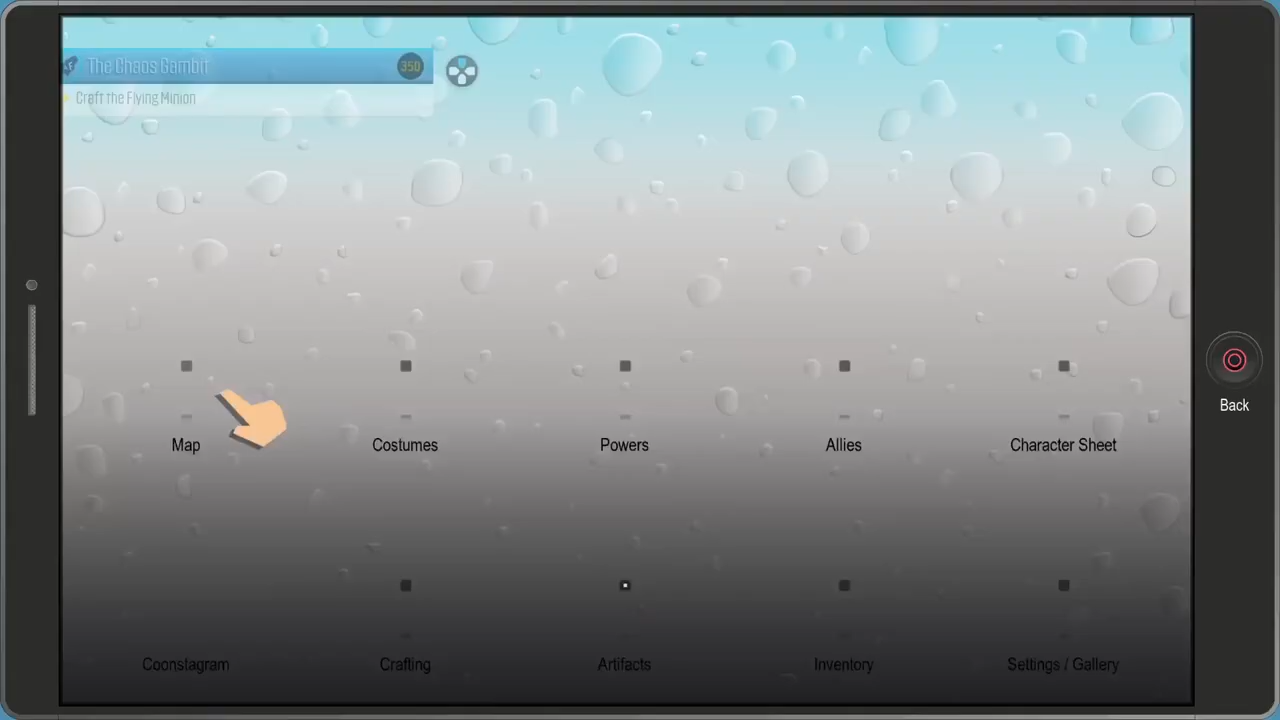 The Chaos Gambit
350
Craft the Flying Minion
Back
Map
Costumes
Powers
Allies
Character Sheet
Coonstagram
Crafting
Artifacts
Inventory
Settings / Gallery